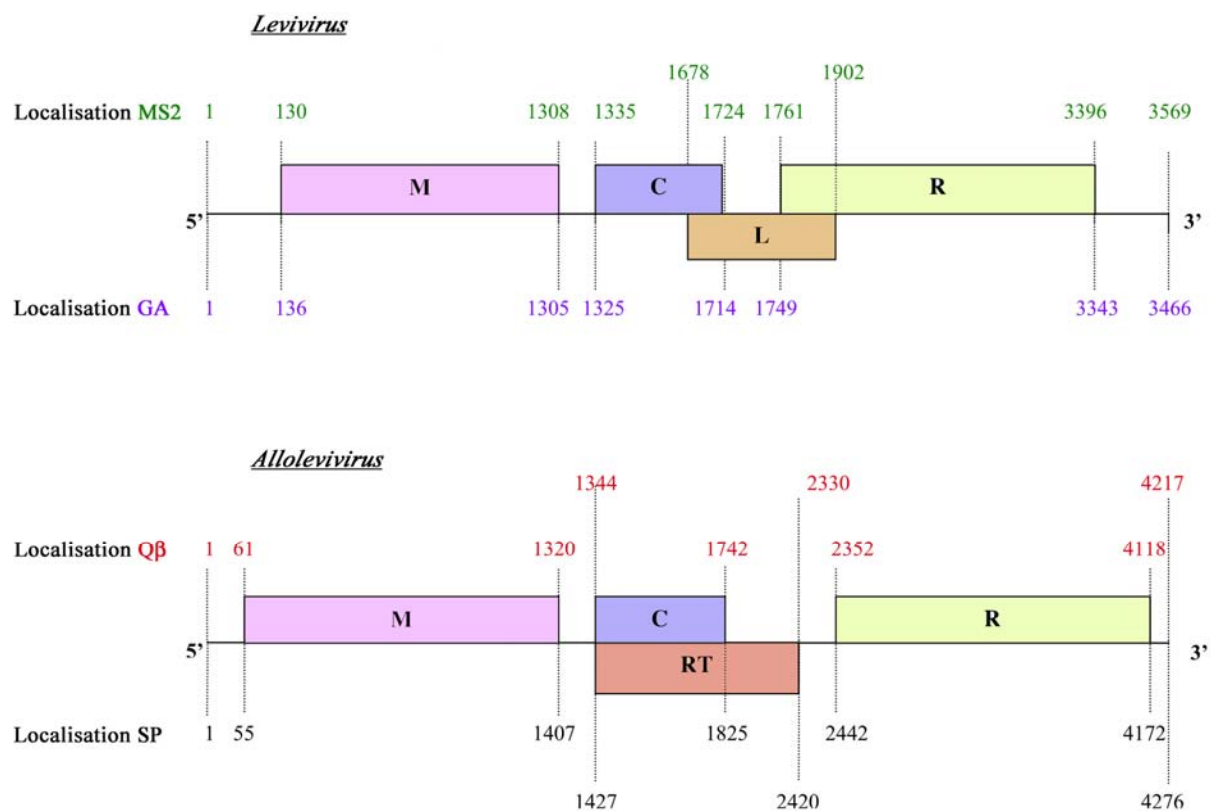 Levivirus
1678 1902
Localisation MS2 1 130 1308 1335 1724 1761 3396 3569
M C R
5’ 3’
L
Localisation GA 1 136 1305 1325 1714 1749 3343 3466
Allolevivirus
1344 2330 4217
Localisation Qβ 1 61 1320 1742 2352 4118
M C R
5’ 3’
RT
Localisation SP 1 55 1407 1825 2442 4172
1427 2420 4276